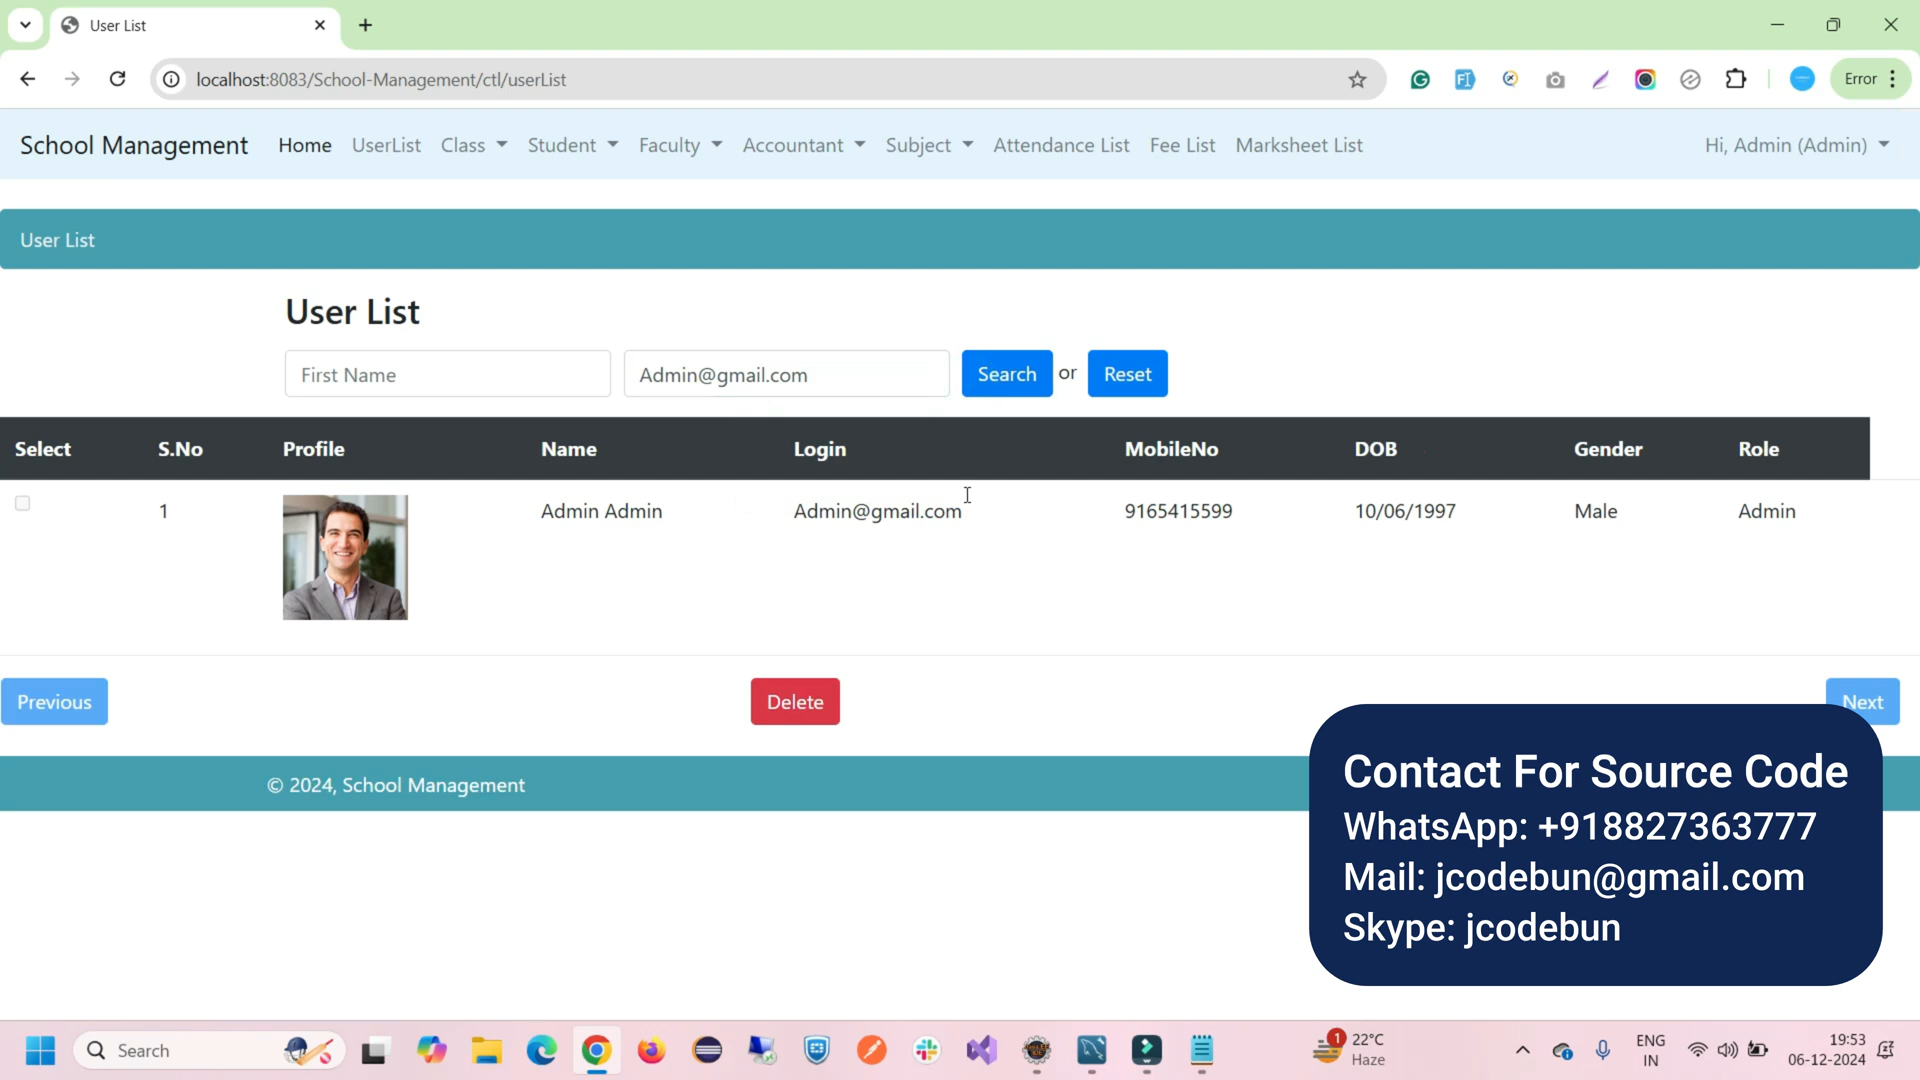 User List
localhost:8083/School-Management/ctl/userList
Error
School Management Home UserList Class Student Faculty Accountant Subject Attendance List Fee List Marksheet List Hi, Admin (Admin)
User List
User List
First Name Admin@gmail.com Search or Reset
Select S.No Profile Name Login MobileNo DOB Gender Role
1 Admin Admin Admin@gmail.com 9165415599 10/06/1997 Male Admin
Previous Delete Next
© 2024, School Management
Contact For Source Code
WhatsApp: +918827363777
Mail: jcodebun@gmail.com
Skype: jcodebun
Search
1
22°C
Haze
ENG
IN
19:53
06-12-2024